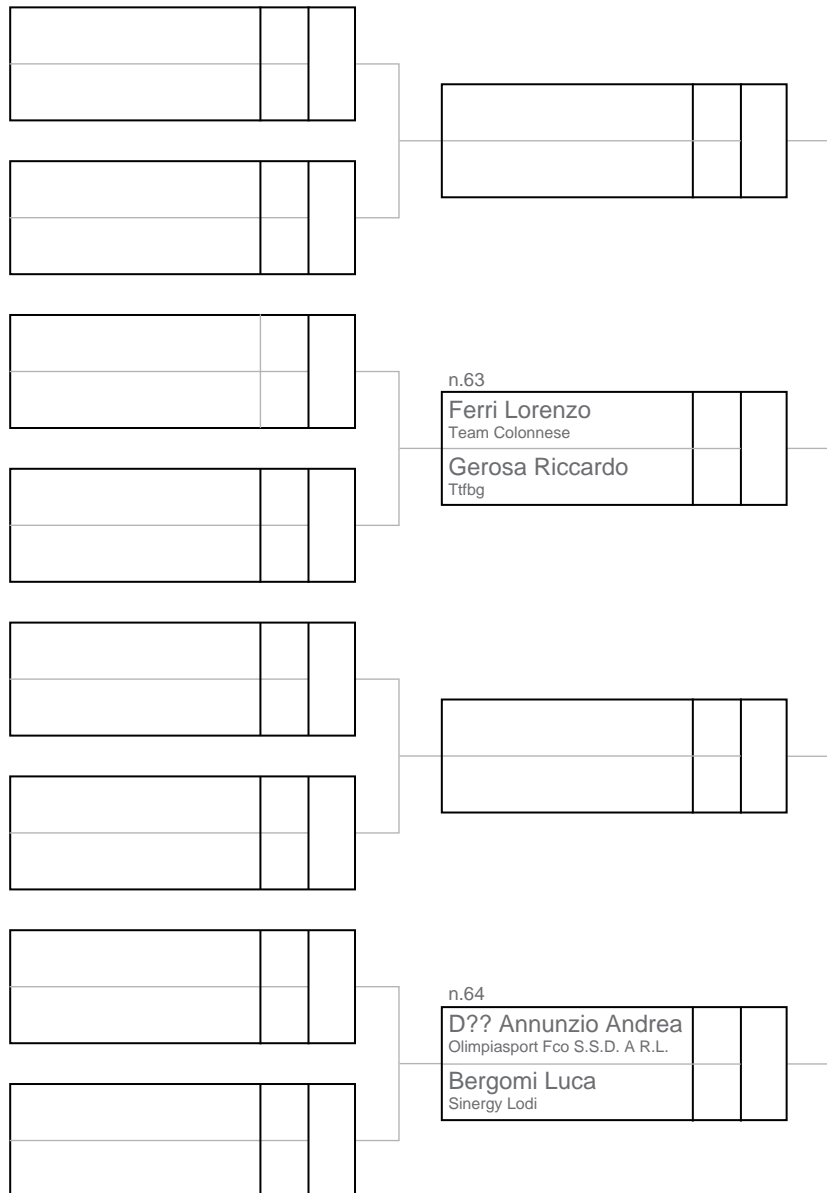 n.63
Ferri Lorenzo
Team Colonnese
Gerosa Riccardo
Ttfbg
n.64
D?? Annunzio Andrea
Olimpiasport Fco S.S.D. A R.L.
Bergomi Luca
Sinergy Lodi